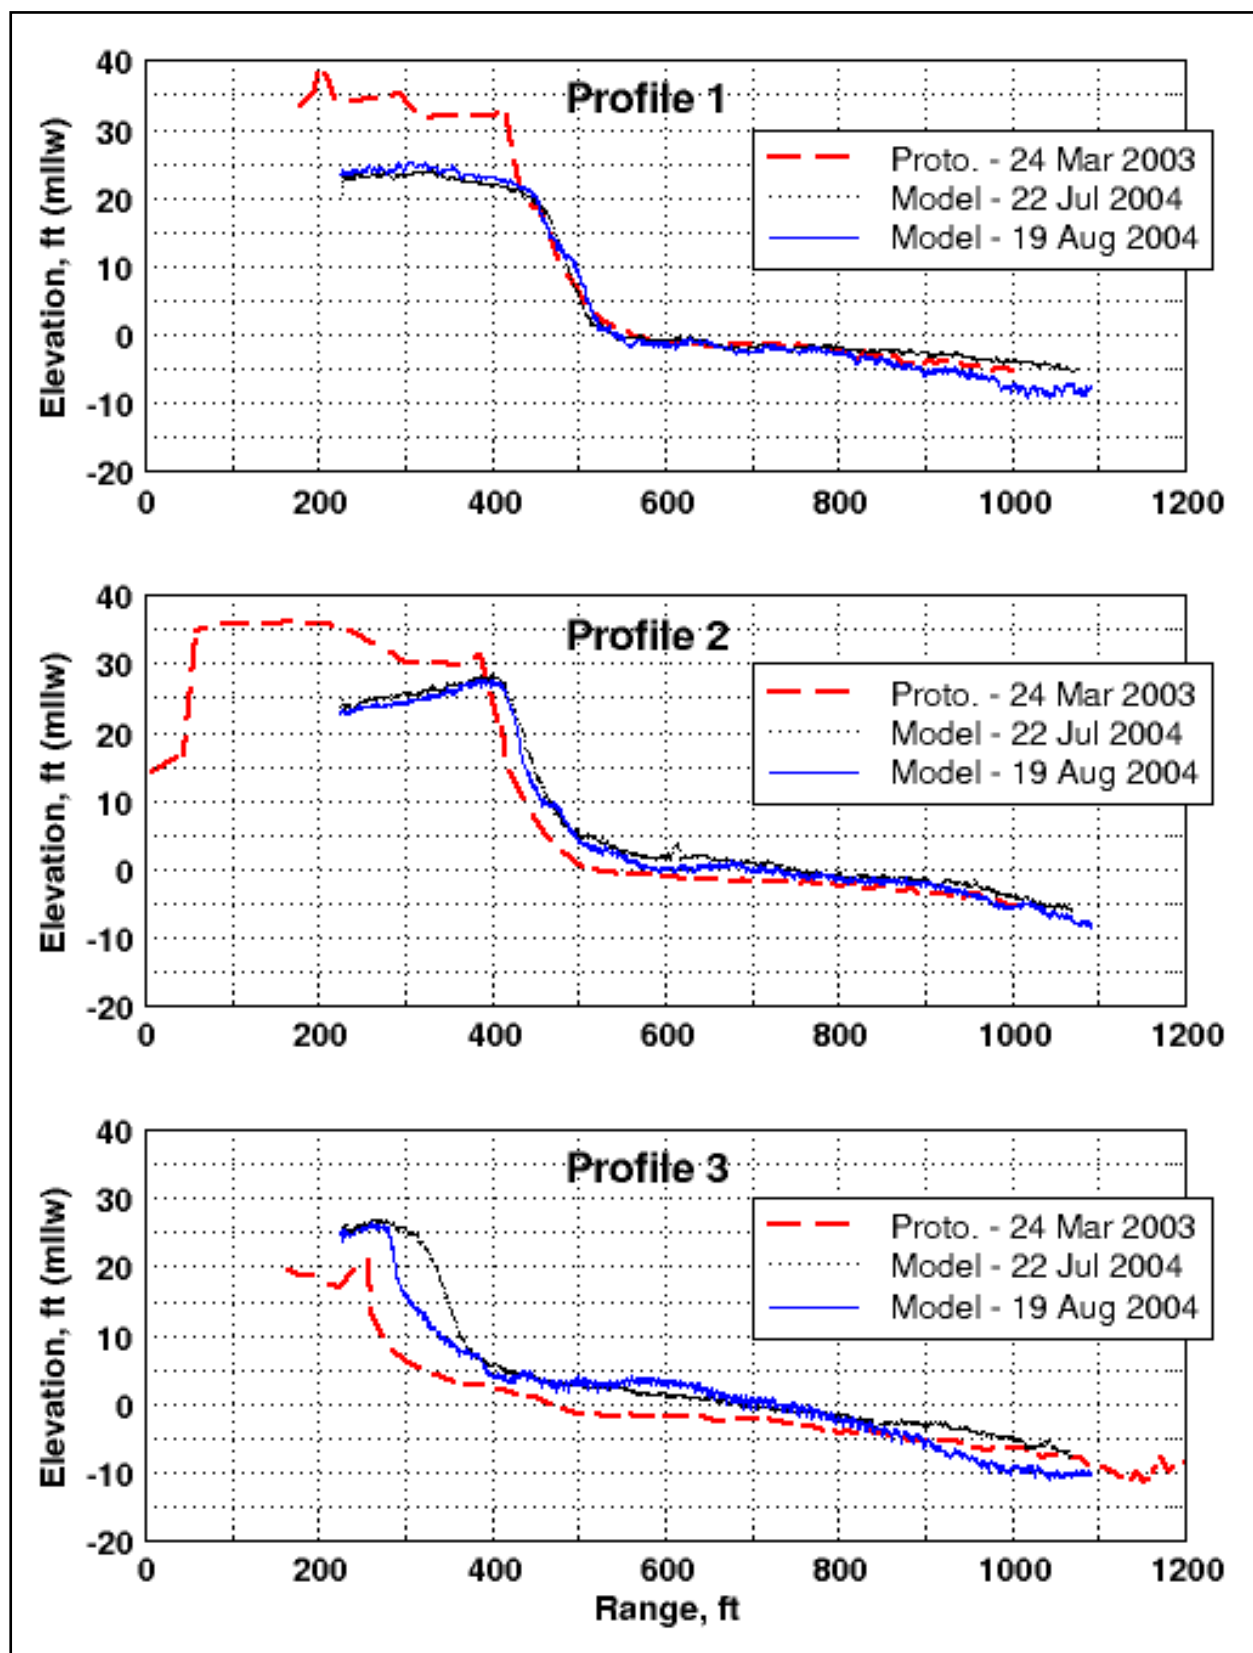 Profile 1
Elevation, ft (mllw)
40
30
20
10
0
-10
-20
Proto. - 24 Mar 2003
Model - 22 Jul 2004
Model - 19 Aug 2004
0 200 400 600 800 1000 1200
Profile 2
Elevation, ft (mllw)
40
30
20
10
0
-10
-20
Proto. - 24 Mar 2003
Model - 22 Jul 2004
Model - 19 Aug 2004
0 200 400 600 800 1000 1200
Profile 3
Elevation, ft (mllw)
40
30
20
10
0
-10
-20
Proto. - 24 Mar 2003
Model - 22 Jul 2004
Model - 19 Aug 2004
0 200 400 600 800 1000 1200
Range, ft